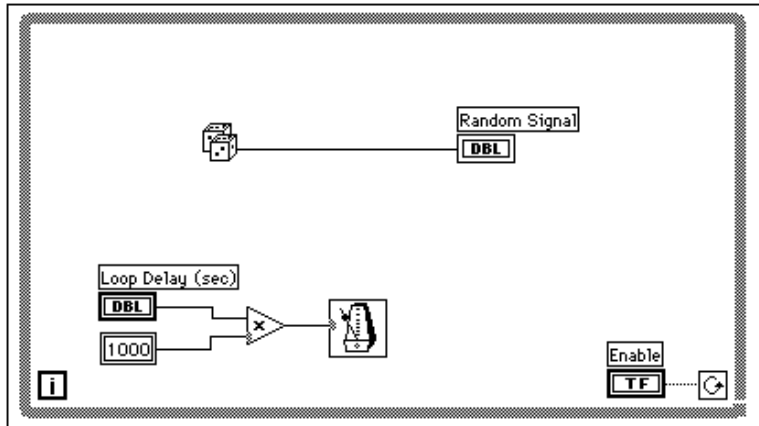 Random Signal
DBL
Loop Delay (sec)
DBL
1000
x
i
Enable
TF